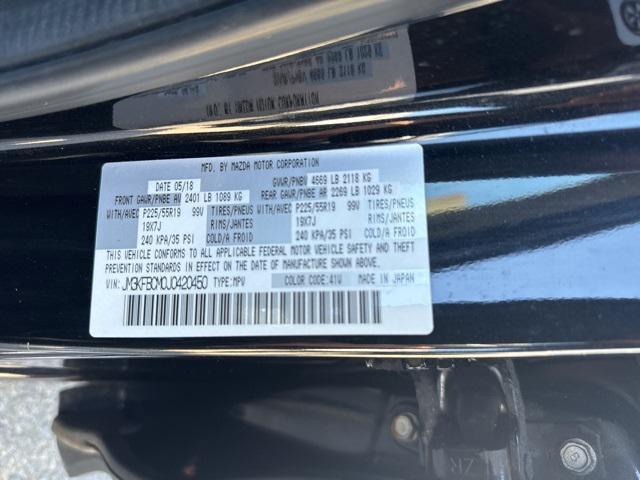 MFD. BY MAZDA MOTOR CORPORATION
DATE 05/18 GVWR/PNBV 4669 LB 2118 KG
FRONT GAWR/PNBE AV 2401 LB 1089 KG REAR GAWR/PNBE AR 2269 LB 1029 KG
WITH/AVEC P225/55R19 99V TIRES/PNEUS WITH/AVEC P225/55R19 99V TIRES/PNEUS
19X7J RIMS/JANTES 19X7J RIMS/JANTES
240 KPA/35 PSI COLD/A FROID 240 KPA/35 PSI COLD/A FROID
THIS VEHICLE CONFORMS TO ALL APPLICABLE FEDERAL MOTOR VEHICLE SAFETY AND THEFT
PREVENTION STANDARDS IN EFFECT ON THE DATE OF MANUFACTURE SHOWN ABOVE.
VIN: JM3KFBCM0J0420450 TYPE:MPV COLOR CODE:41V MADE IN JAPAN
ZR